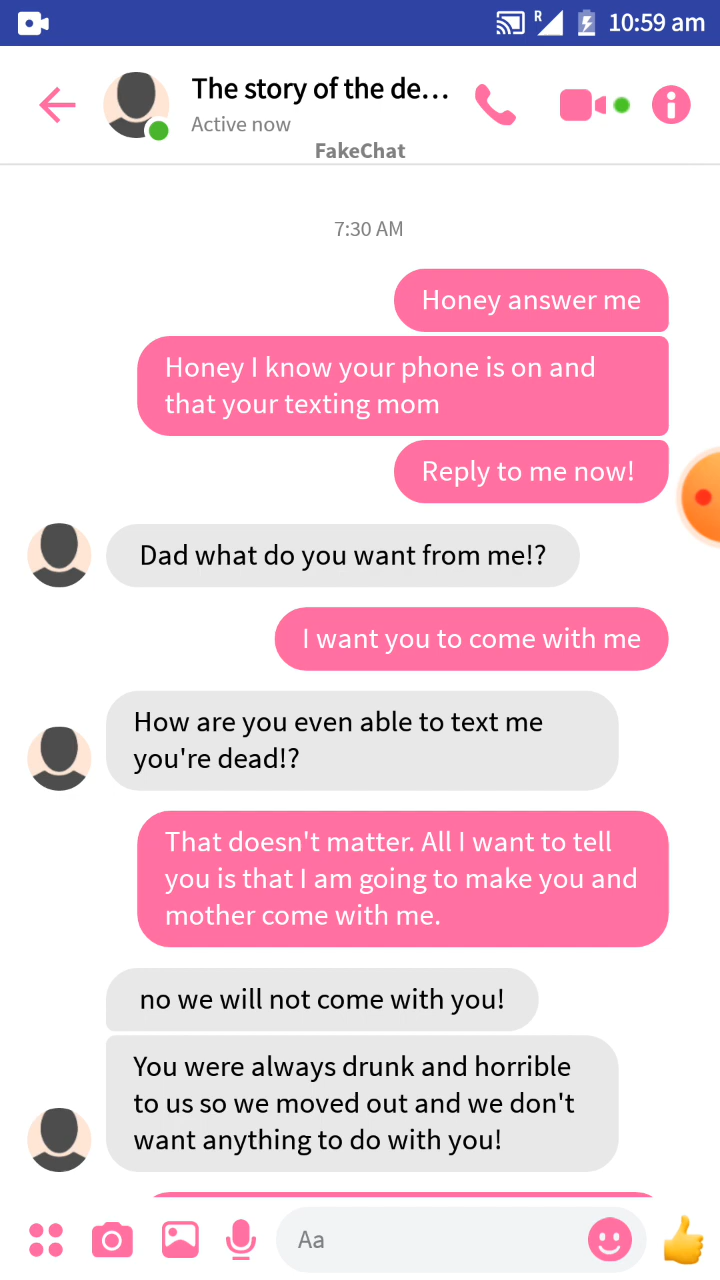 R 10:59 am
The story of the de...
Active now
FakeChat
7:30 AM
Honey answer me
Honey I know your phone is on and
that your texting mom
Reply to me now!
Dad what do you want from me!?
I want you to come with me
How are you even able to text me
you're dead!?
That doesn't matter. All I want to tell
you is that I am going to make you and
mother come with me.
no we will not come with you!
You were always drunk and horrible
to us so we moved out and we don't
want anything to do with you!
Aa